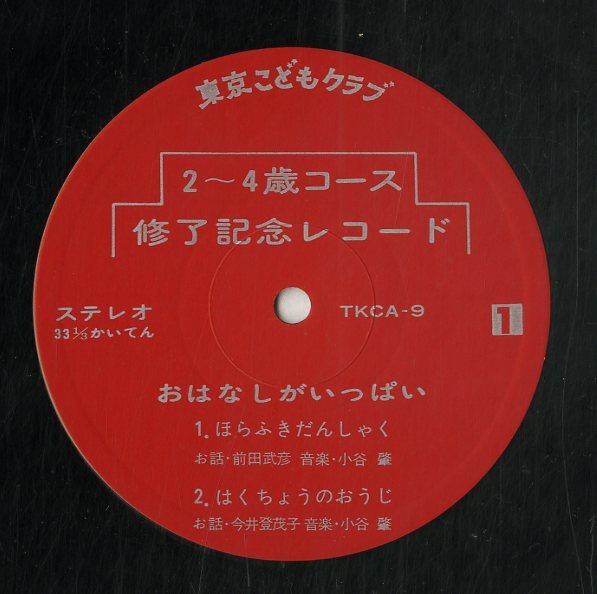 東京こどもクラブ
2～4歳コース
修了記念レコード
ステレオ
33⅓かいてん
TKCA-9
1
おはなしがいっぱい
1.ほらふきだんしゃく
お話・前田武彦 音楽・小谷 肇
2.はくちょうのおうじ
お話・今井登茂子 音楽・小谷 肇